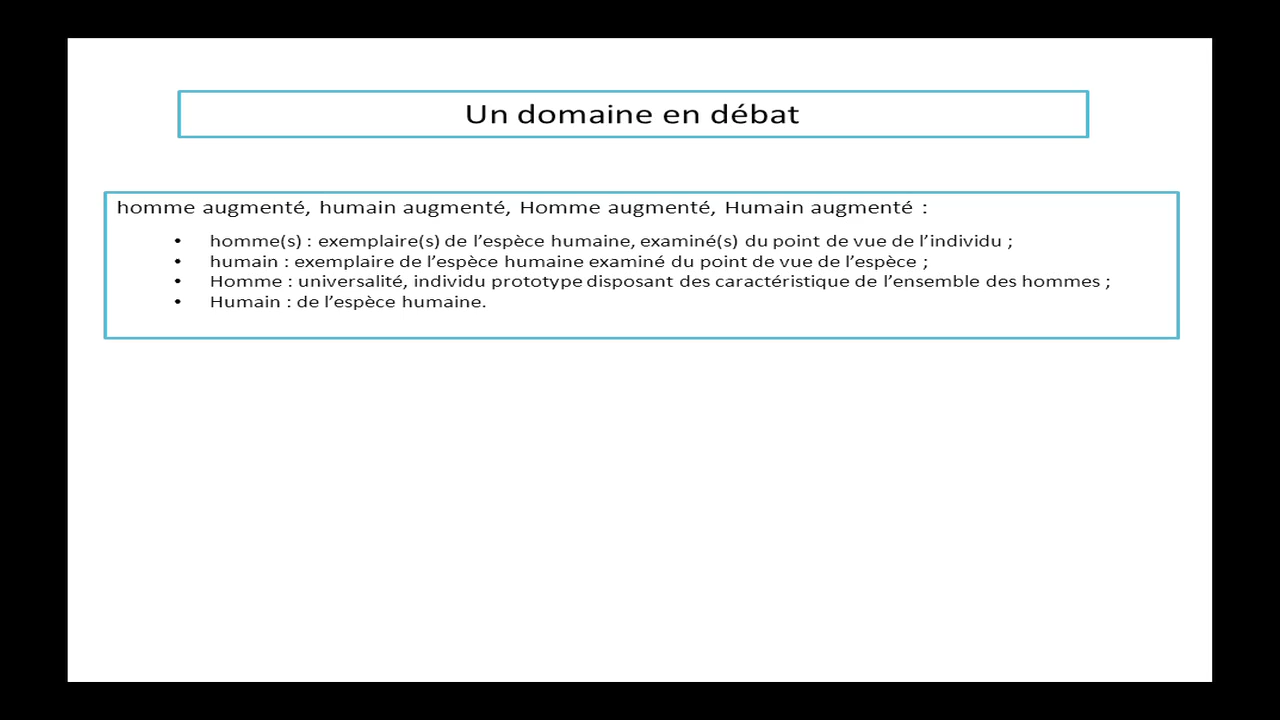 Un domaine en débat
homme augmenté, humain augmenté, Homme augmenté, Humain augmenté :
• homme(s) : exemplaire(s) de l’espèce humaine, examiné(s) du point de vue de l’individu ;
• humain : exemplaire de l’espèce humaine examiné du point de vue de l’espèce ;
• Homme : universalité, individu prototype disposant des caractéristique de l’ensemble des hommes ;
• Humain : de l’espèce humaine.